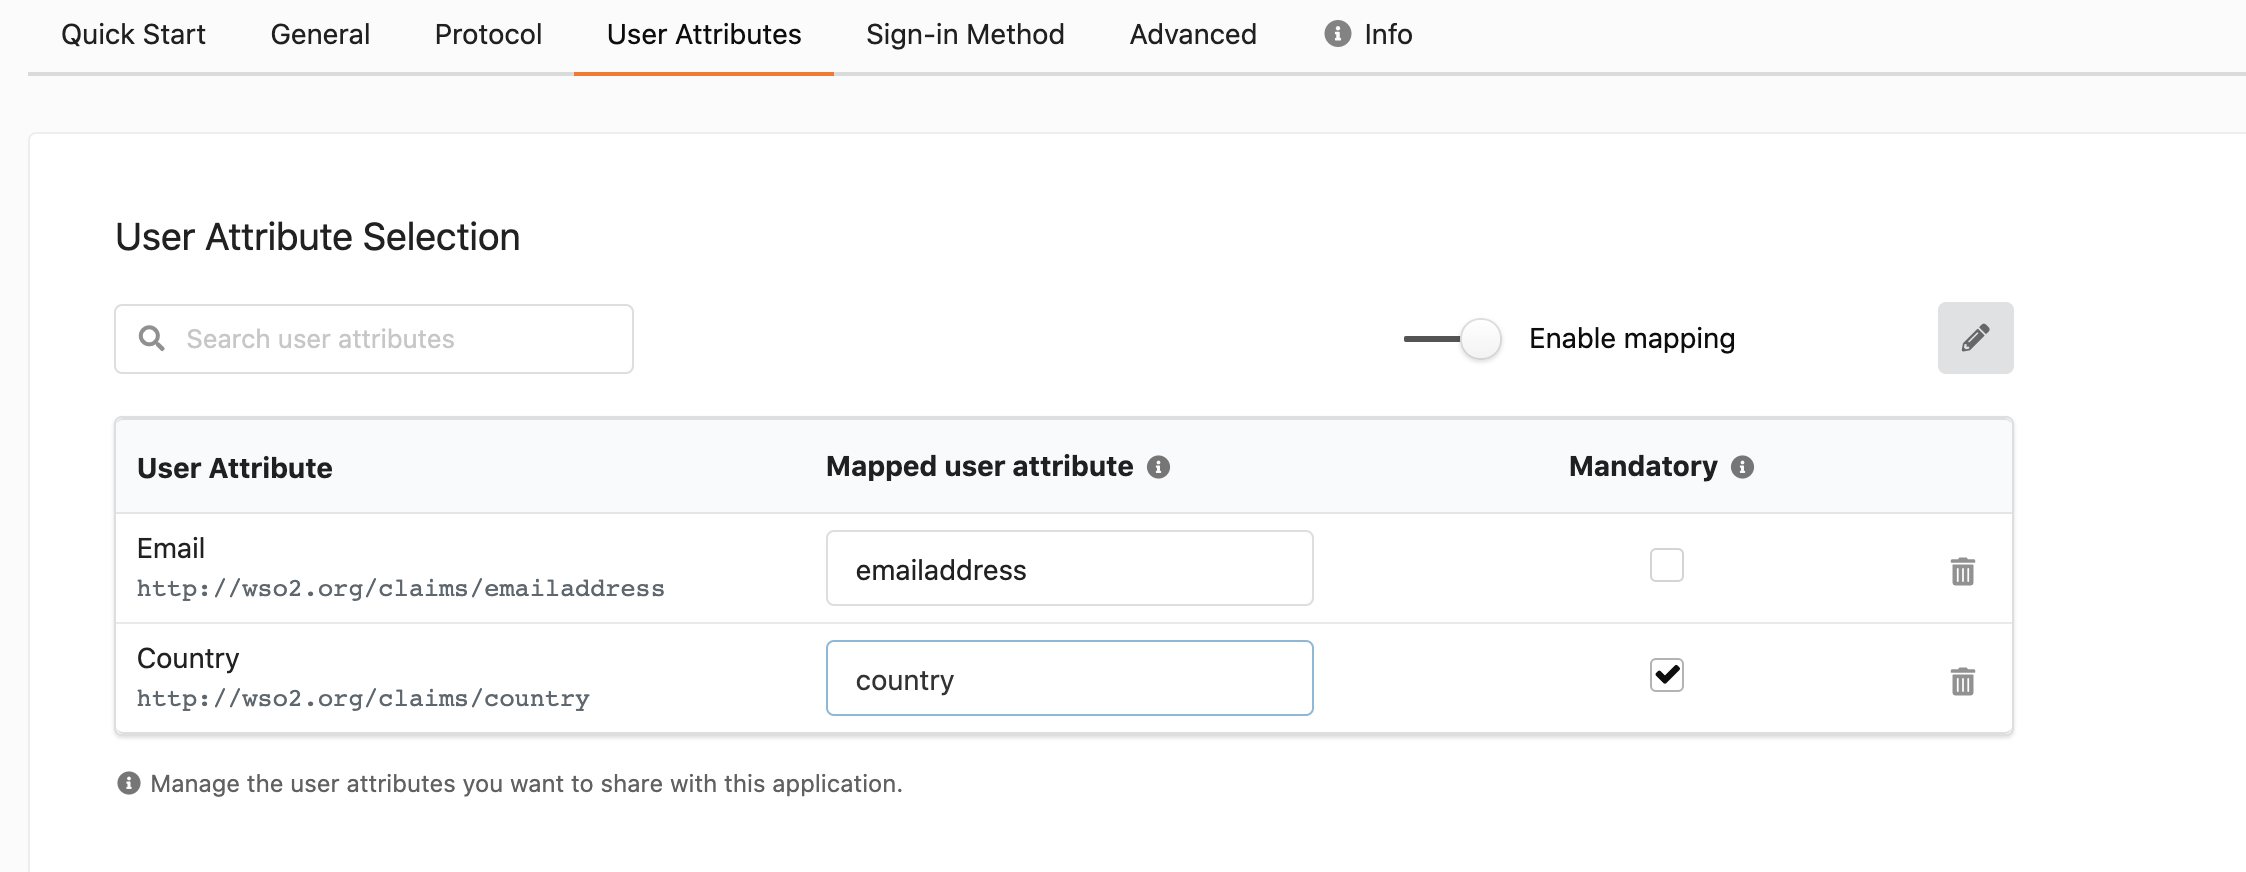 Quick Start General Protocol User Attributes Sign-in Method Advanced Info
User Attribute Selection
Search user attributes Enable mapping
User Attribute Mapped user attribute Mandatory
Email
http://wso2.org/claims/emailaddress
emailaddress
Country
http://wso2.org/claims/country
country
Manage the user attributes you want to share with this application.